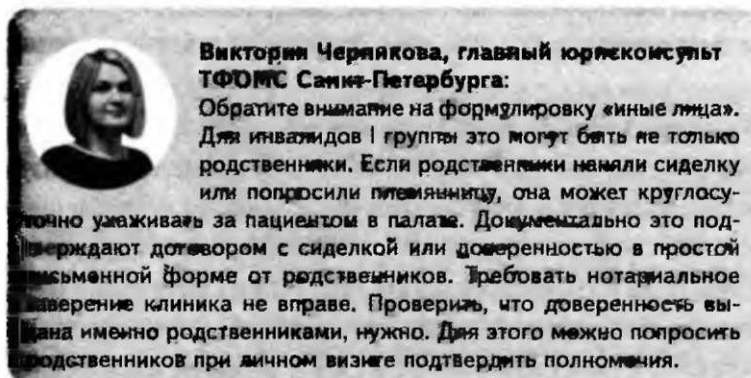 Виктория Чернякова, главный юрисконсульт
ТФОМС Санкт-Петербурга:
Обратите внимание на формулировку «иные лица».
Для инвалидов I группы это могут быть не только
родственники. Если родственники наняли сиделку
или попросили племянницу, она может круглосу-
точно ухаживать за пациентом в палате. Документально это под-
тверждают договором с сиделкой или доверенностью в простой
письменной форме от родственников. Требовать нотариальное
заверение клиника не вправе. Проверить, что доверенность вы-
дана именно родственниками, нужно. Для этого можно попросить
родственников при личном визите подтвердить полномочия.